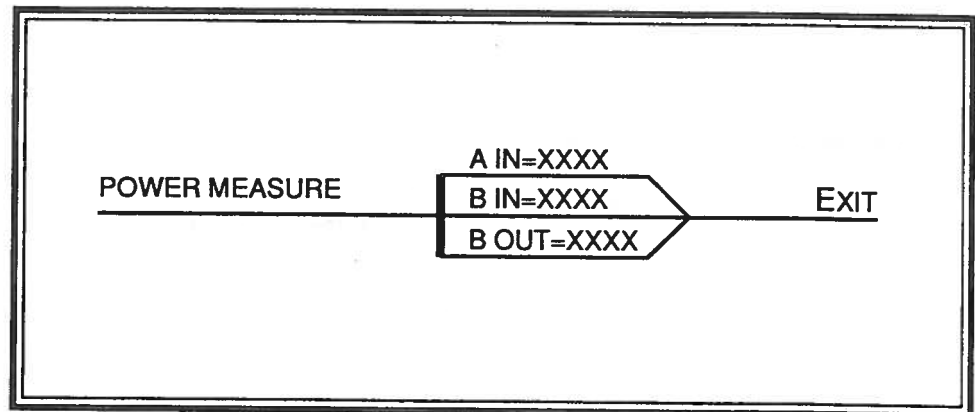 POWER MEASURE
A IN=XXXX
B IN=XXXX
B OUT=XXXX
EXIT